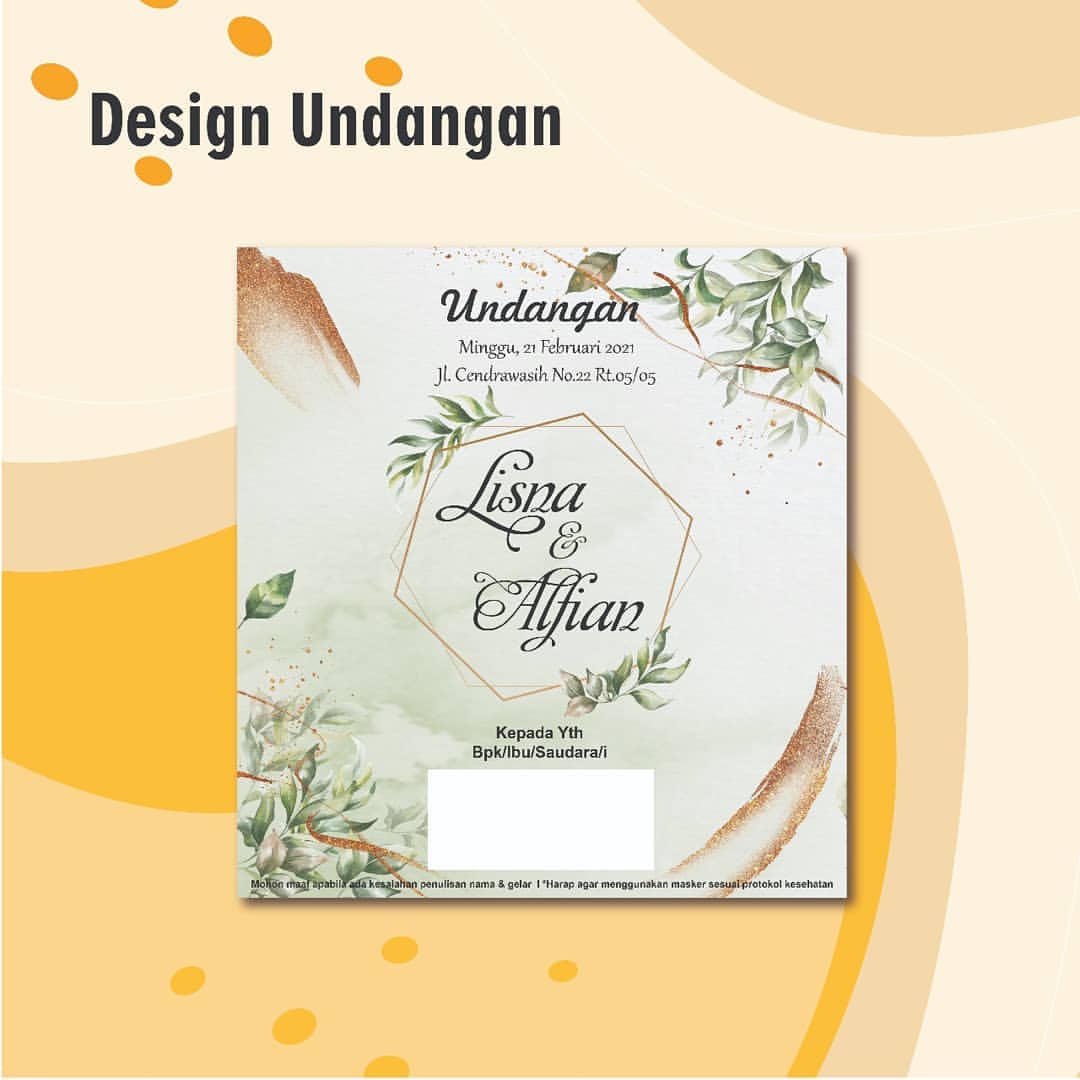 Design Undangan
Undangan
Minggu, 21 Februari 2021
Jl. Cendrawasih No.22 Rt.05/05
Lisna
&
Alfian
Kepada Yth
Bpk/Ibu/Saudara/i
Mohon maaf apabila ada kesalahan penulisan nama & gelar I *Harap agar menggunakan masker sesuai protokol kesehatan